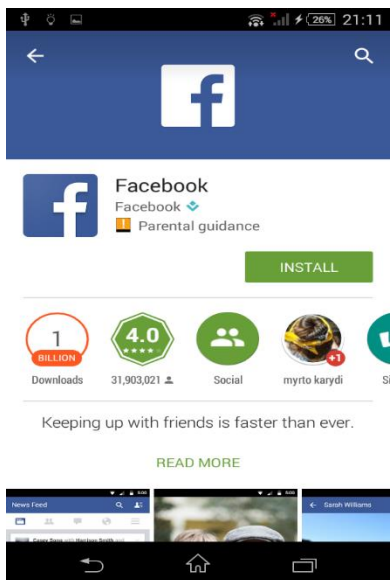 26% 21:11
f
f
Facebook
Facebook
Parental guidance
INSTALL
1
BILLION
4.0
+1
Downloads
31,903,021
Social
myrto karydi
Si
Keeping up with friends is faster than ever.
READ MORE
News Feed
Sarah Williams